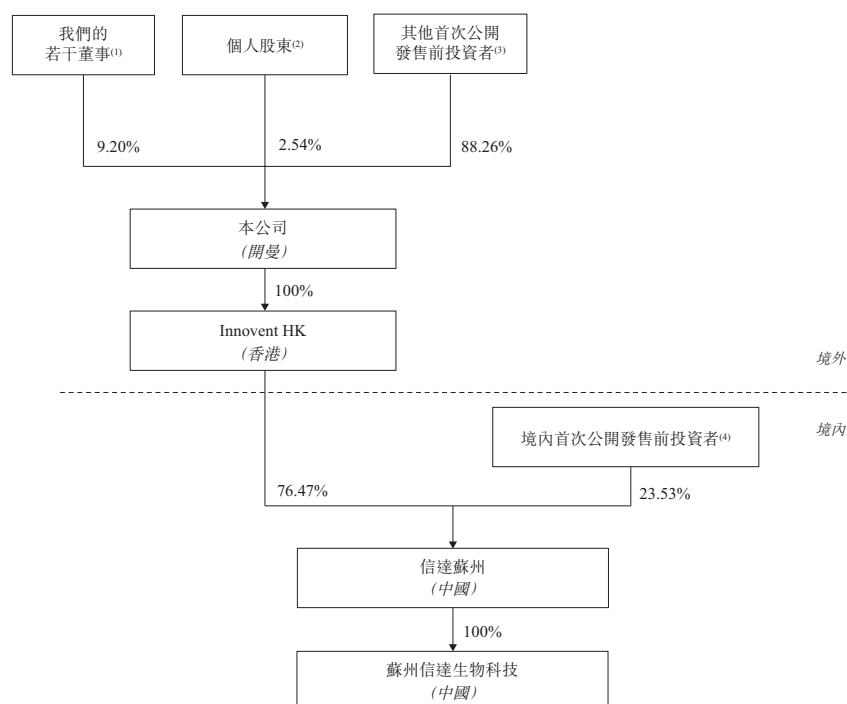 我們的
若干董事(1)
個人股東(2)
其他首次公開
發售前投資者(3)
9.20%
2.54%
88.26%
本公司
(開曼)
100%
Innovent HK
(香港)
境外
境內
境內首次公開發售前投資者(4)
76.47%
23.53%
信達蘇州
(中國)
100%
蘇州信達生物科技
(中國)